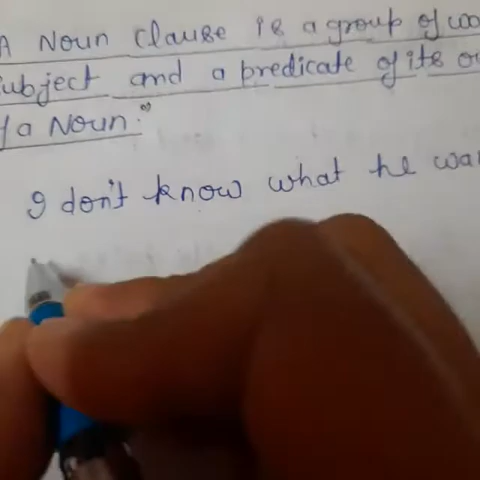 A Noun Clause is a group of
subject and a predicate of its
of a Noun."
I don't know what he